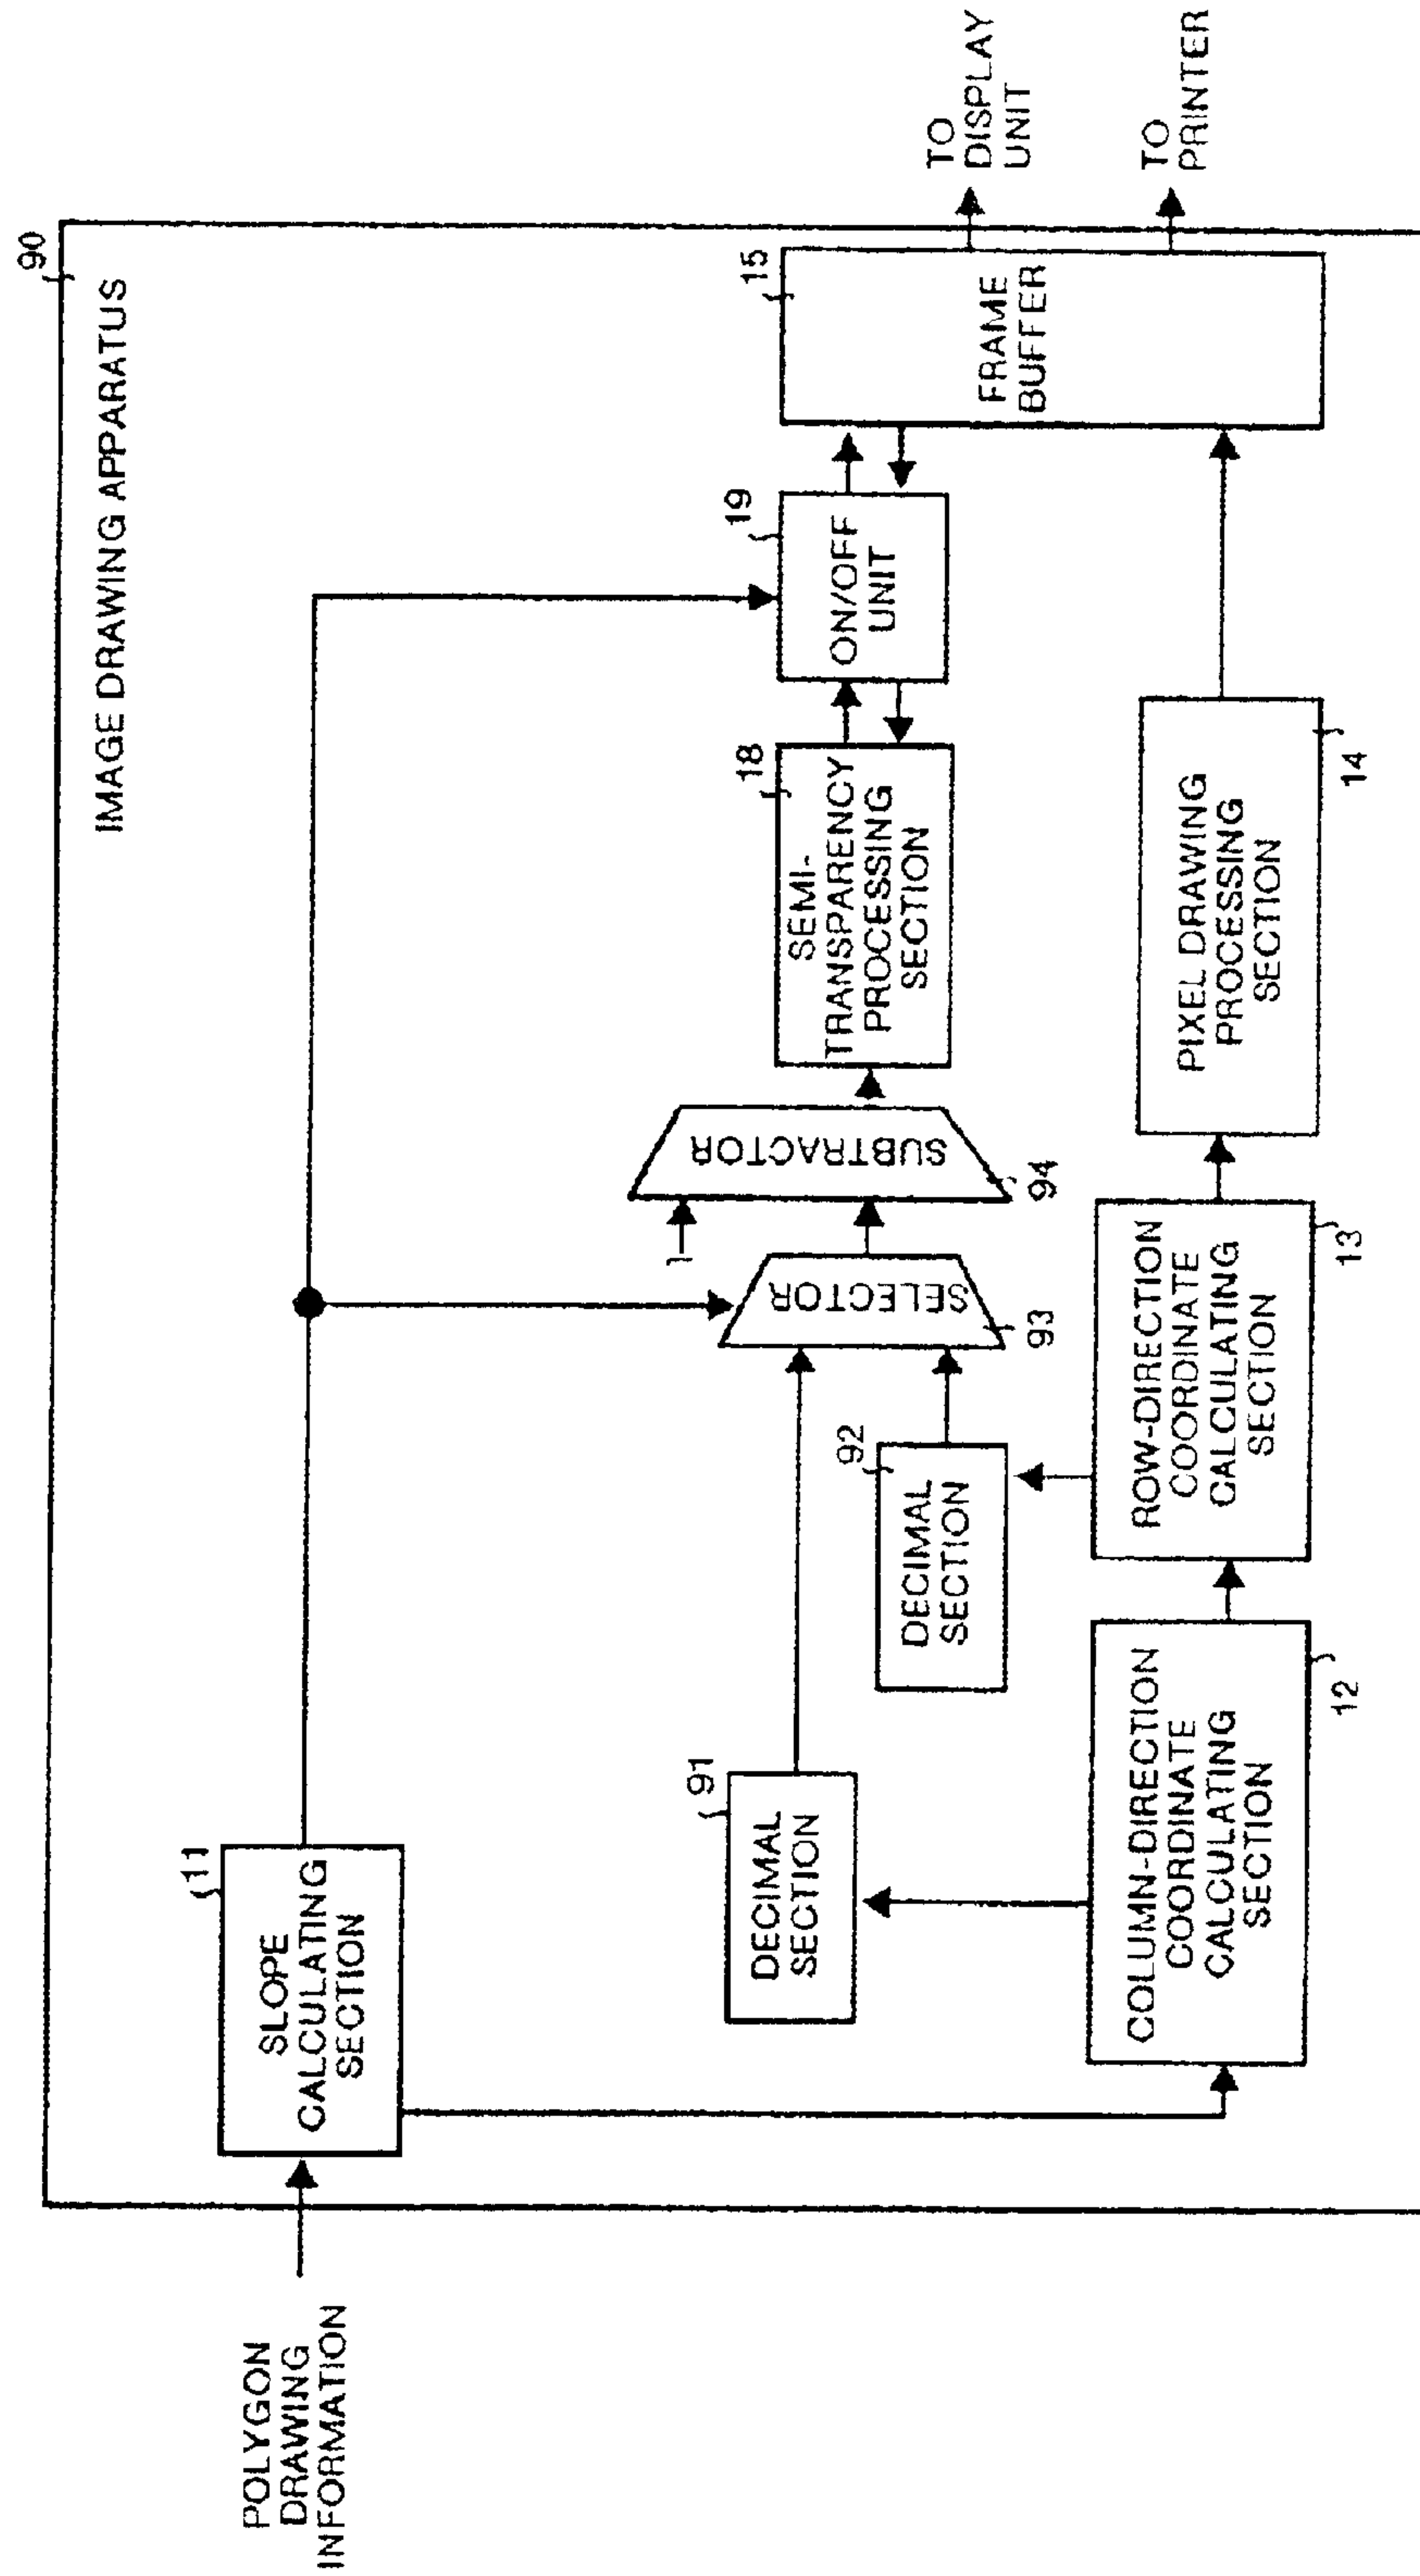 90
IMAGE DRAWING APPARATUS
POLYGON
DRAWING
INFORMATION
11
SLOPE
CALCULATING
SECTION
91
DECIMAL
SECTION
92
DECIMAL
SECTION
SELECTOR
93
1
SUBTRACTOR
94
18
SEMI-
TRANSPARENCY
PROCESSING
SECTION
19
ON/OFF
UNIT
15
FRAME
BUFFER
TO
DISPLAY
UNIT
TO
PRINTER
COLUMN-DIRECTION
COORDINATE
CALCULATING
SECTION
12
ROW-DIRECTION
COORDINATE
CALCULATING
SECTION
13
PIXEL DRAWING
PROCESSING
SECTION
14